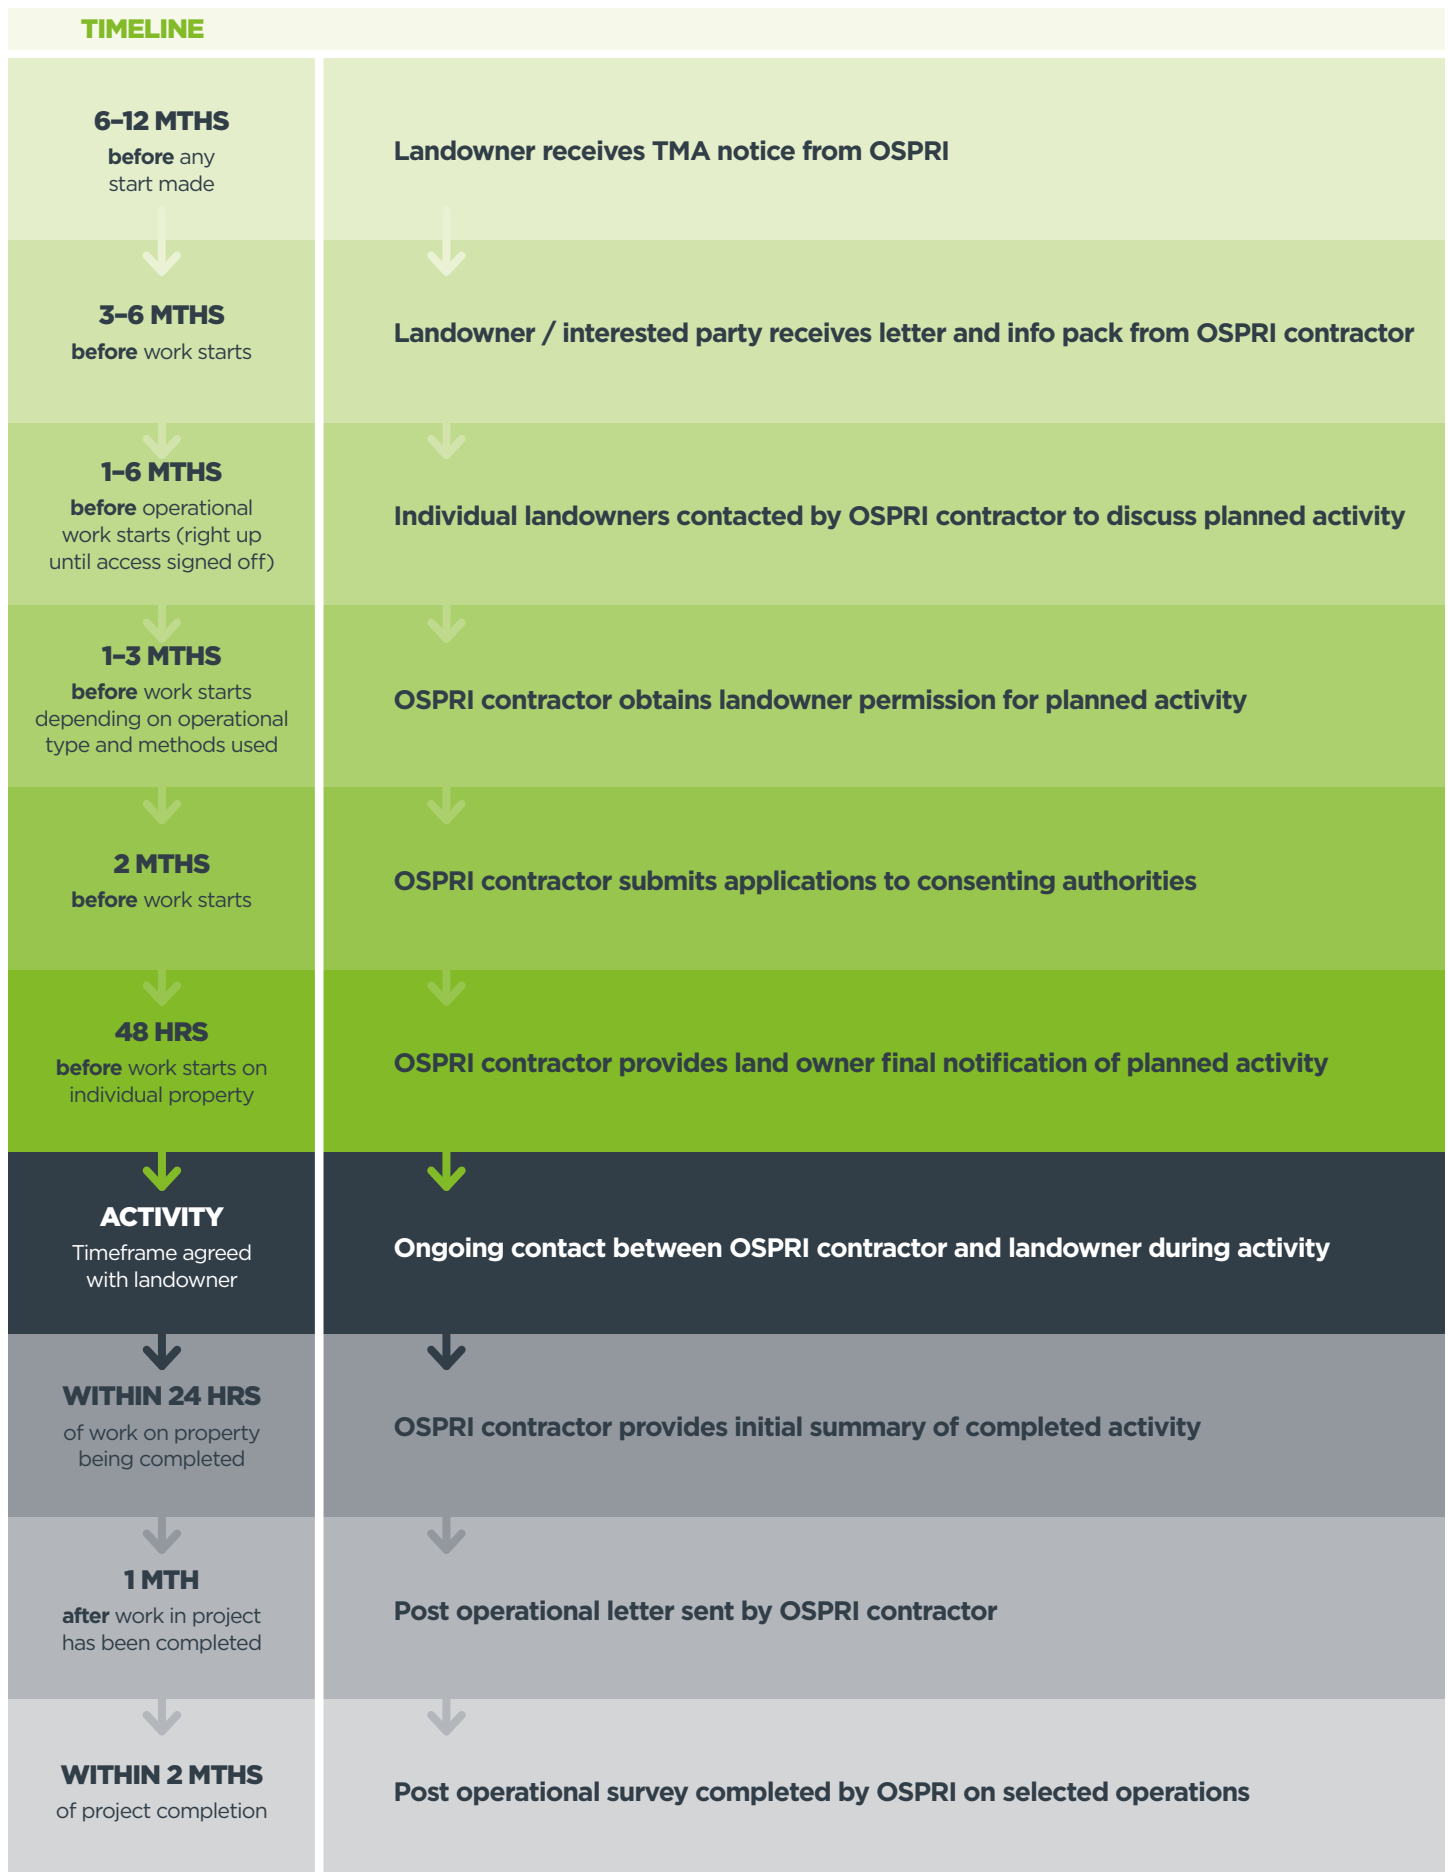 TIMELINE
6–12 MTHS
before any
start made
Landowner receives TMA notice from OSPRI
3–6 MTHS
before work starts
Landowner / interested party receives letter and info pack from OSPRI contractor
1–6 MTHS
before operational
work starts (right up
until access signed off)
Individual landowners contacted by OSPRI contractor to discuss planned activity
1–3 MTHS
before work starts
depending on operational
type and methods used
OSPRI contractor obtains landowner permission for planned activity
2 MTHS
before work starts
OSPRI contractor submits applications to consenting authorities
48 HRS
before work starts on
individual property
OSPRI contractor provides land owner final notification of planned activity
ACTIVITY
Timeframe agreed
with landowner
Ongoing contact between OSPRI contractor and landowner during activity
WITHIN 24 HRS
of work on property
being completed
OSPRI contractor provides initial summary of completed activity
1 MTH
after work in project
has been completed
Post operational letter sent by OSPRI contractor
WITHIN 2 MTHS
of project completion
Post operational survey completed by OSPRI on selected operations